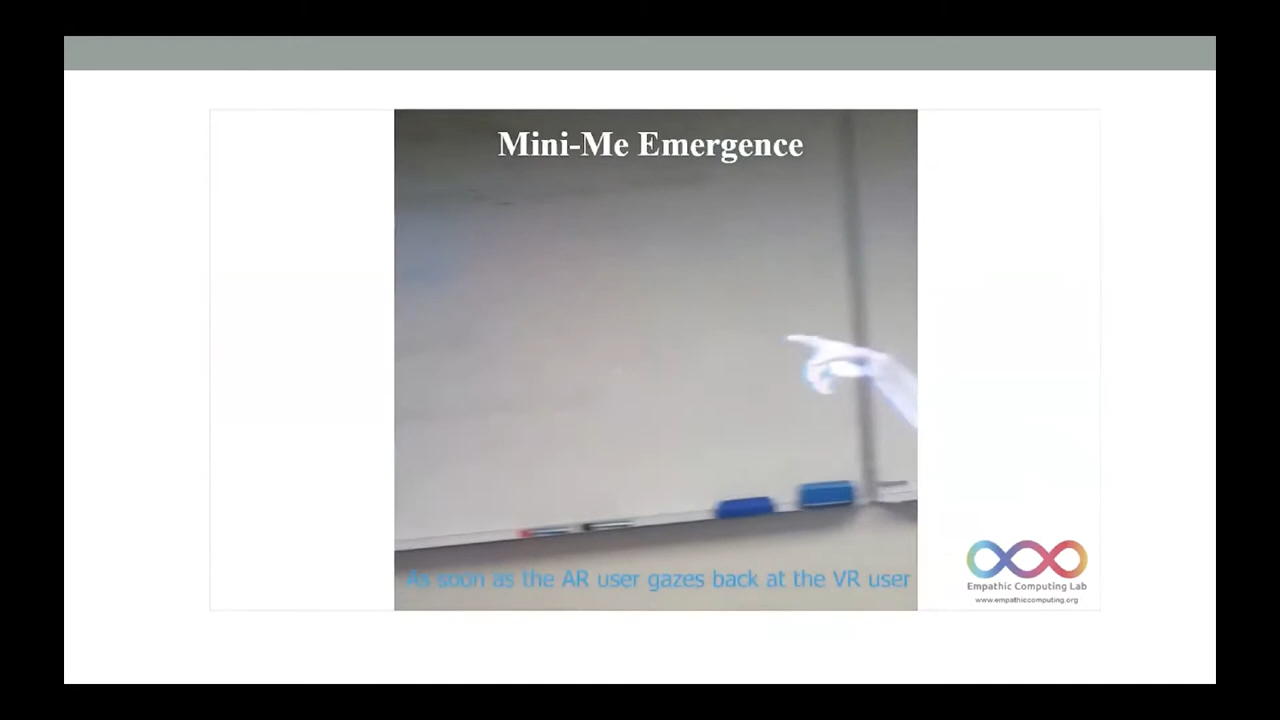 Mini-Me Emergence
As soon as the AR user gazes back at the VR user
Empathic Computing Lab
www.empathiccomputing.org